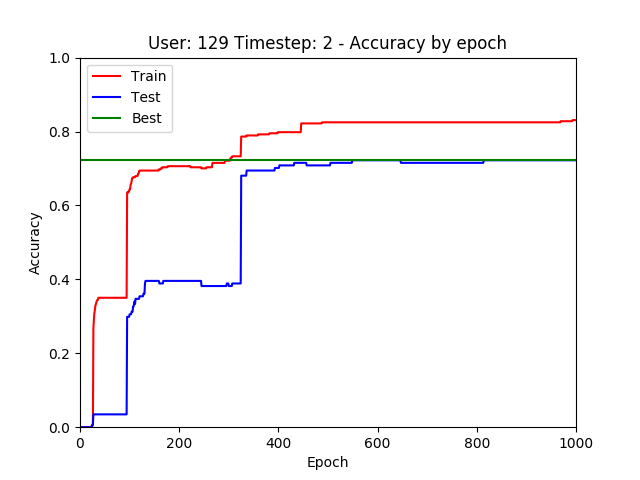 User: 129 Timestep: 2 - Accuracy by epoch
Train
Test
Best
1.0
0.8
0.6
0.4
0.2
0.0
Accuracy
0 200 400 600 800 1000
Epoch